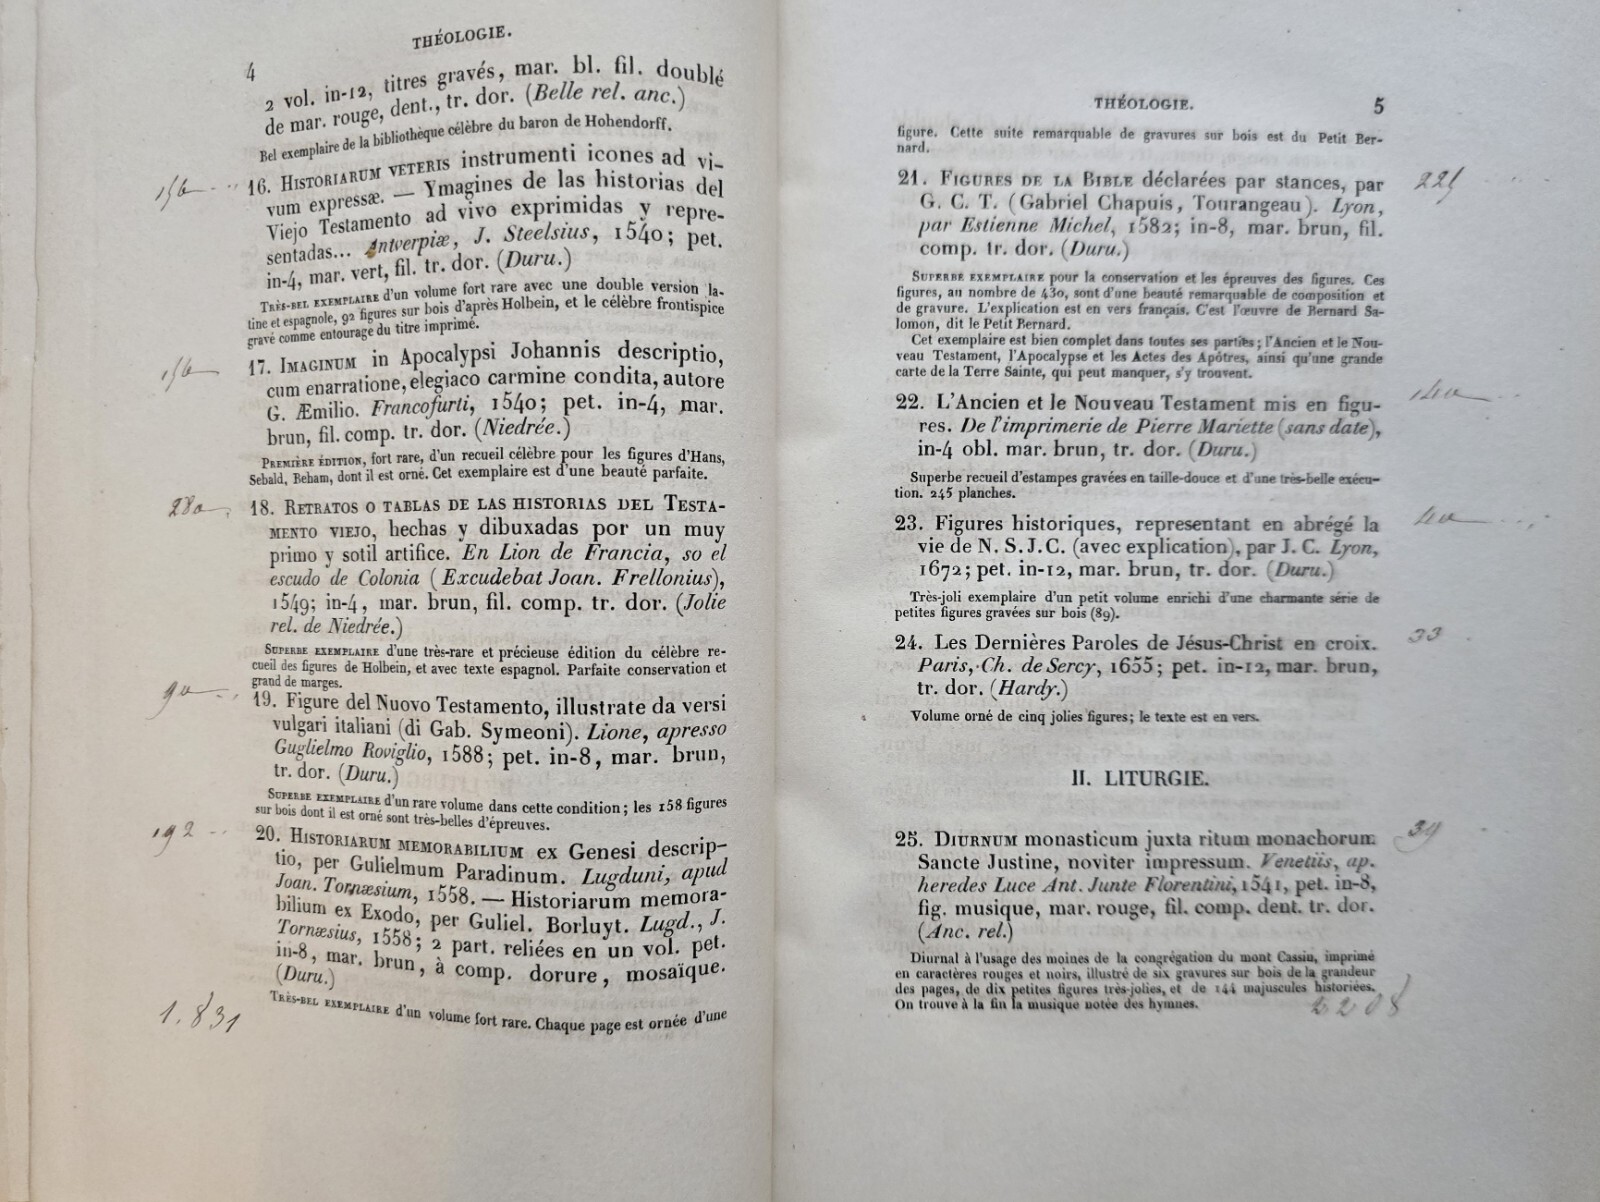 THÉOLOGIE.
4
2 vol. in-12, titres gravés, mar. bl. fil. doublé
de mar. rouge, dent., tr. dor. (Belle rel. anc.)
Bel exemplaire de la bibliothèque célèbre du baron de Hohendorff.
16. HISTORIARUM VETERIS instrumenti icones ad vi-
vum expressæ. — Ymagines de las historias del
Viejo Testamento ad vivo exprimidas y repre-
sentadas... Antverpiæ, J. Steelsius, 1540; pet.
in-4, mar. vert, fil. tr. dor. (Duru.)
TRÈS-BEL EXEMPLAIRE d'un volume fort rare avec une double version la-
tine et espagnole, 92 figures sur bois d'après Holbein, et le célèbre frontispice
gravé comme entourage du titre imprimé.
17. IMAGINUM in Apocalypsi Johannis descriptio,
cum enarratione, elegiaco carmine condita, autore
G. Æmilio. Francofurti, 1540; pet. in-4, mar.
brun, fil. comp. tr. dor. (Niedrée.)
PREMIÈRE ÉDITION, fort rare, d'un recueil célèbre pour les figures d'Hans,
Sebald, Beham, dont il est orné. Cet exemplaire est d'une beauté parfaite.
280
18. RETRATOS O TABLAS DE LAS HISTORIAS DEL TESTA-
MENTO VIEJO, hechas y dibuxadas por un muy
primo y sotil artifice. En Lion de Francia, so el
escudo de Colonia (Excudebat Joan. Frellonius),
1549; in-4, mar. brun, fil. comp. tr. dor. (Jolie
rel. de Niedrée.)
SUPERBE EXEMPLAIRE d'une très-rare et précieuse édition du célèbre re-
cueil des figures de Holbein, et avec texte espagnol. Parfaite conservation et
grand de marges.
90
19. Figure del Nuovo Testamento, illustrate da versi
vulgari italiani (di Gab. Symeoni). Lione, apresso
Guglielmo Roviglio, 1588; pet. in-8, mar. brun,
tr. dor. (Duru.)
SUPERBE EXEMPLAIRE d'un rare volume dans cette condition; les 158 figures
sur bois dont il est orné sont très-belles d'épreuves.
192
20. HISTORIARUM MEMORABILIUM ex Genesi descrip-
tio, per Gulielmum Paradinum. Lugduni, apud
Joan. Tornæsium, 1558. — Historiarum memora-
bilium ex Exodo, per Guliel. Borluyt. Lugd., J.
Tornæsius, 1558; 2 part. reliées en un vol. pet.
in-8, mar. brun, à comp. dorure, mosaïque.
(Duru.)
TRÈS-BEL EXEMPLAIRE d'un volume fort rare. Chaque page est ornée d'une
1.831
THÉOLOGIE.
5
figure. Cette suite remarquable de gravures sur bois est du Petit Ber-
nard.
21. FIGURES DE LA BIBLE déclarées par stances, par
G. C. T. (Gabriel Chapuis, Tourangeau). Lyon,
par Estienne Michel, 1582; in-8, mar. brun, fil.
comp. tr. dor. (Duru.)
225
SUPERBE EXEMPLAIRE pour la conservation et les épreuves des figures. Ces
figures, au nombre de 430, sont d'une beauté remarquable de composition et
de gravure. L'explication est en vers français. C'est l'œuvre de Bernard Sa-
lomon, dit le Petit Bernard.
Cet exemplaire est bien complet dans toutes ses parties; l'Ancien et le Nou-
veau Testament, l'Apocalypse et les Actes des Apôtres, ainsi qu'une grande
carte de la Terre Sainte, qui peut manquer, s'y trouvent.
22. L'Ancien et le Nouveau Testament mis en figu-
res. De l'imprimerie de Pierre Mariette (sans date),
in-4 obl. mar. brun, tr. dor. (Duru.)
Superbe recueil d'estampes gravées en taille-douce et d'une très-belle exécu-
tion. 245 planches.
23. Figures historiques, representant en abrégé la
vie de N. S. J. C. (avec explication), par J. C. Lyon,
1672; pet. in-12, mar. brun, tr. dor. (Duru.)
Très-joli exemplaire d'un petit volume enrichi d'une charmante série de
petites figures gravées sur bois (89).
24. Les Dernières Paroles de Jésus-Christ en croix.
Paris, Ch. de Sercy, 1655; pet. in-12, mar. brun,
tr. dor. (Hardy.)
33
Volume orné de cinq jolies figures; le texte est en vers.
II. LITURGIE.
25. DIURNUM monasticum juxta ritum monachorum
Sancte Justine, noviter impressum. Venetiis, ap.
heredes Luce Ant. Junte Florentini, 1541, pet. in-8,
fig. musique, mar. rouge, fil. comp. dent. tr. dor.
(Anc. rel.)
39
Diurnal à l'usage des moines de la congrégation du mont Cassin, imprimé
en caractères rouges et noirs, illustré de six gravures sur bois de la grandeur
des pages, de dix petites figures très-jolies, et de 144 majuscules historiées.
On trouve à la fin la musique notée des hymnes.
2208